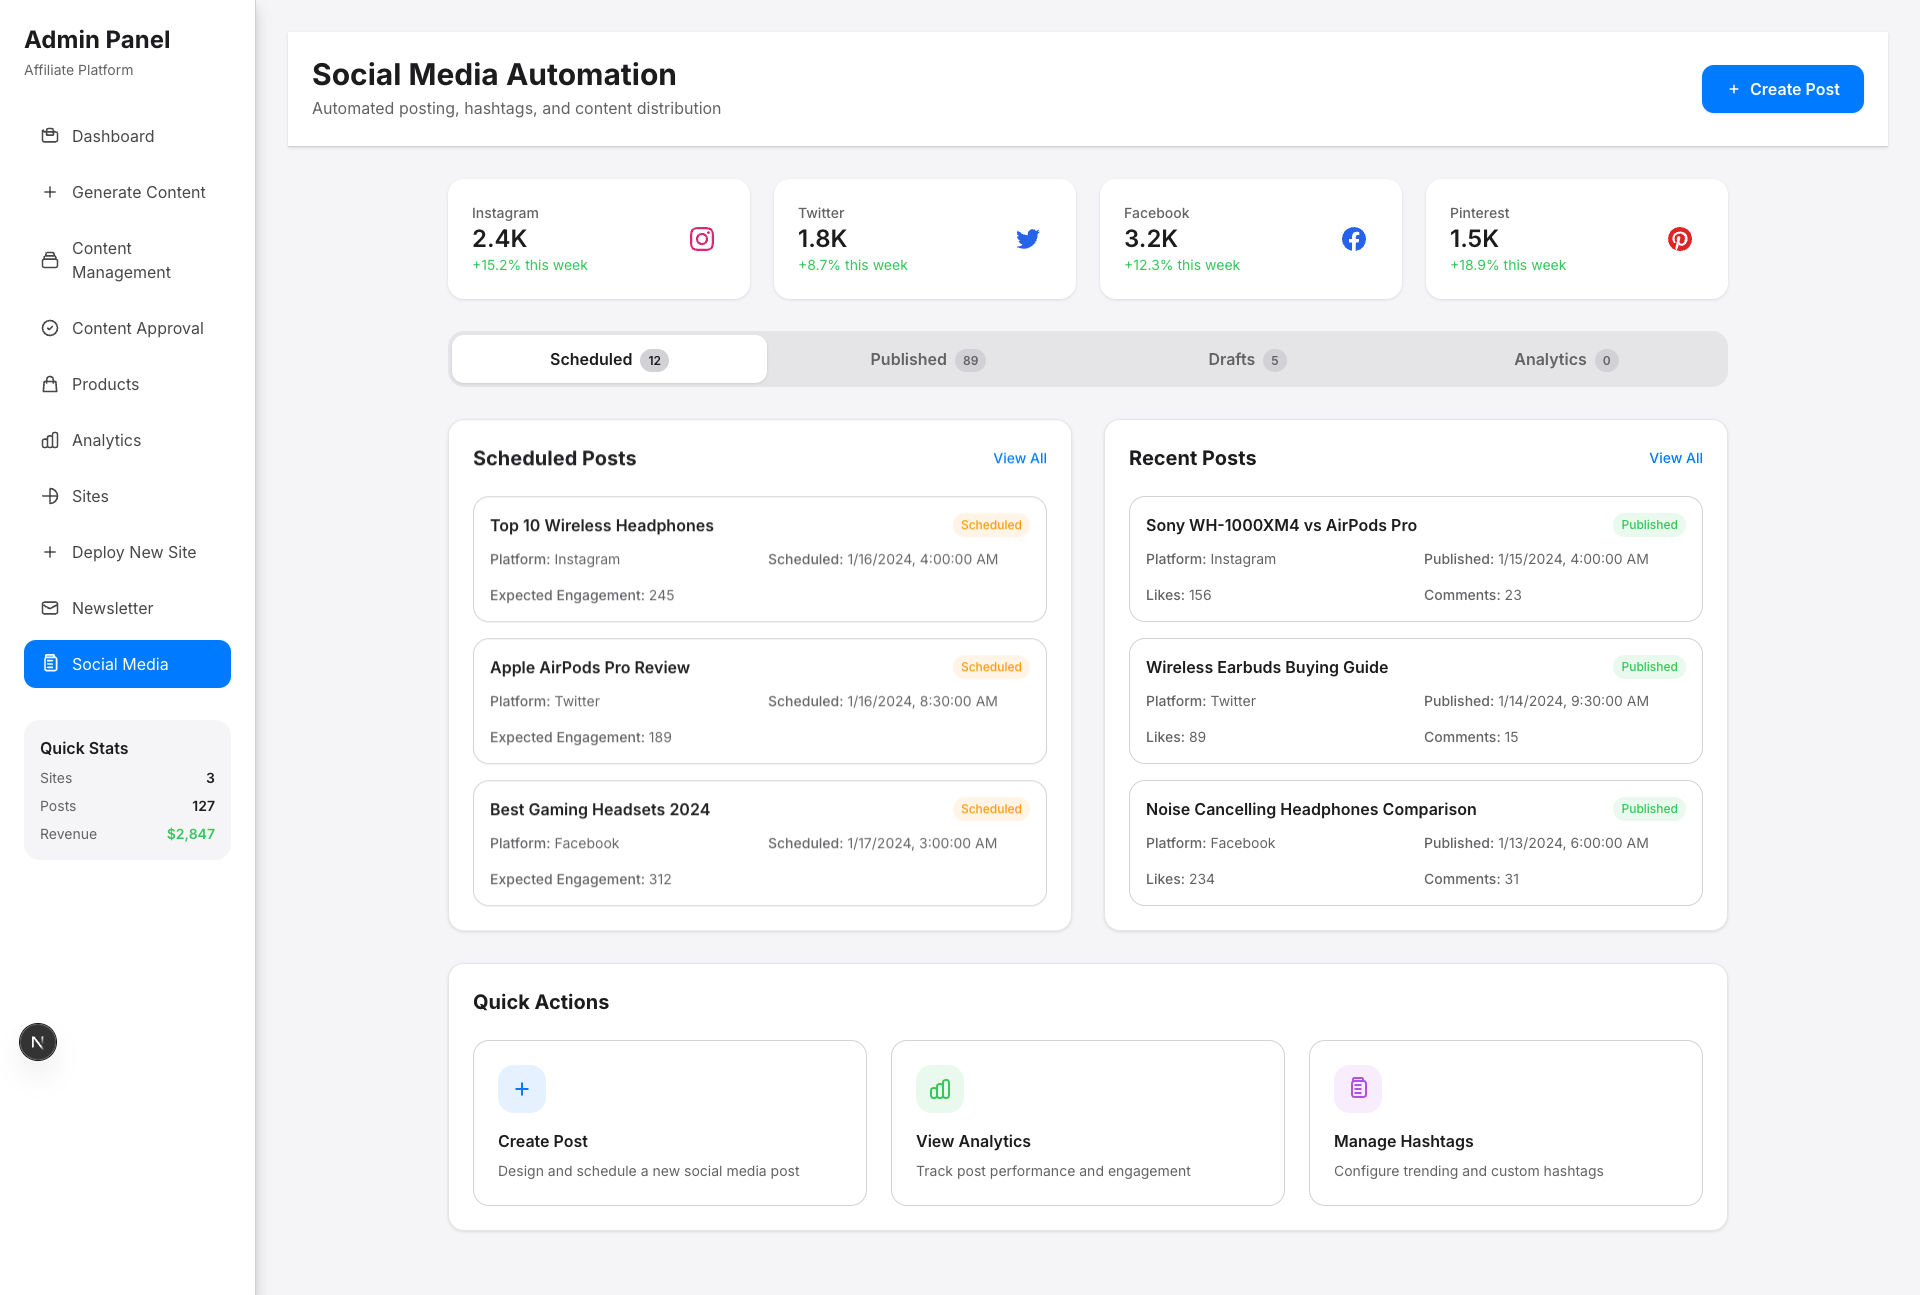 Admin Panel
Affiliate Platform
Dashboard
Generate Content
Content
Management
Content Approval
Products
Analytics
Sites
Deploy New Site
Newsletter
Social Media
Quick Stats
Sites 3
Posts 127
Revenue $2,847
N
Social Media Automation
Automated posting, hashtags, and content distribution
+ Create Post
Instagram
2.4K
+15.2% this week
Twitter
1.8K
+8.7% this week
Facebook
3.2K
+12.3% this week
Pinterest
1.5K
+18.9% this week
Scheduled 12
Published 89
Drafts 5
Analytics 0
Scheduled Posts View All
Top 10 Wireless Headphones Scheduled
Platform: Instagram Scheduled: 1/16/2024, 4:00:00 AM
Expected Engagement: 245
Apple AirPods Pro Review Scheduled
Platform: Twitter Scheduled: 1/16/2024, 8:30:00 AM
Expected Engagement: 189
Best Gaming Headsets 2024 Scheduled
Platform: Facebook Scheduled: 1/17/2024, 3:00:00 AM
Expected Engagement: 312
Recent Posts View All
Sony WH-1000XM4 vs AirPods Pro Published
Platform: Instagram Published: 1/15/2024, 4:00:00 AM
Likes: 156 Comments: 23
Wireless Earbuds Buying Guide Published
Platform: Twitter Published: 1/14/2024, 9:30:00 AM
Likes: 89 Comments: 15
Noise Cancelling Headphones Comparison Published
Platform: Facebook Published: 1/13/2024, 6:00:00 AM
Likes: 234 Comments: 31
Quick Actions
Create Post
Design and schedule a new social media post
View Analytics
Track post performance and engagement
Manage Hashtags
Configure trending and custom hashtags